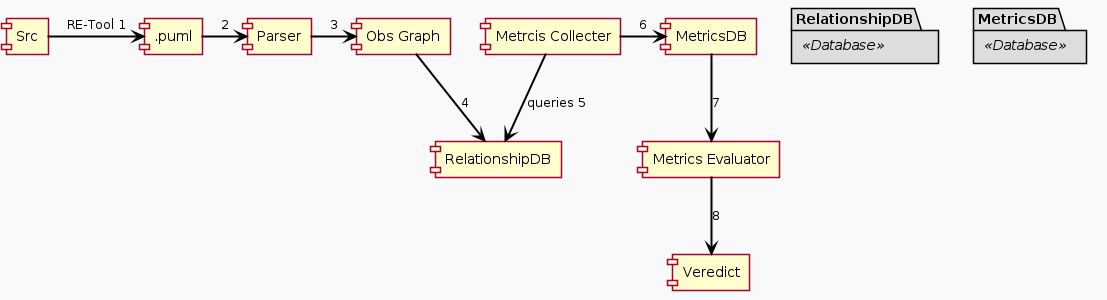 Src
RE-Tool 1
.puml
2
Parser
3
Obs Graph
Metrcis Collecter
6
MetricsDB
RelationshipDB
«Database»
MetricsDB
«Database»
4
queries 5
7
RelationshipDB
Metrics Evaluator
8
Veredict